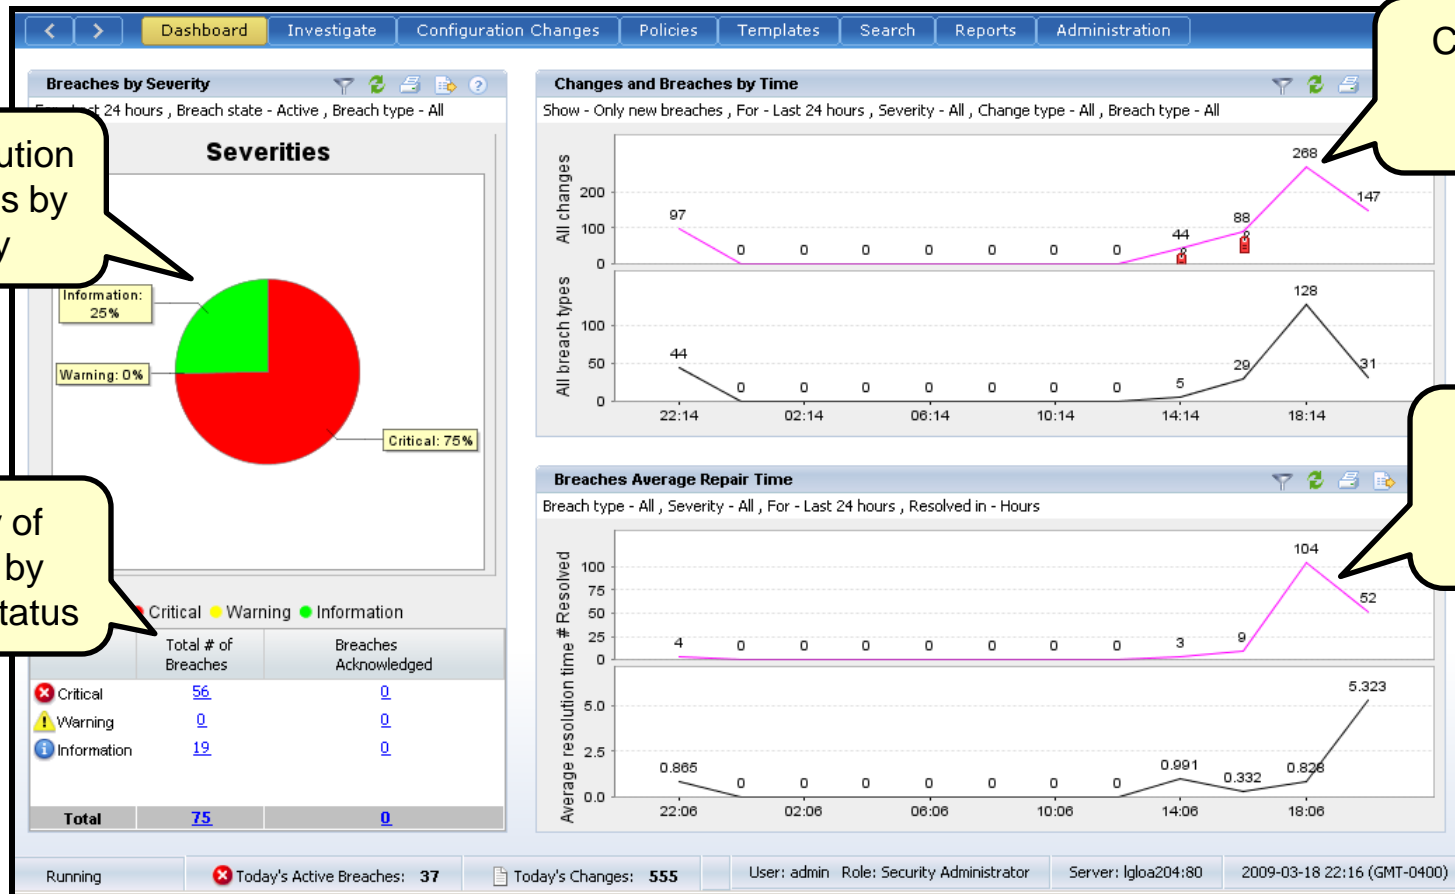 Dashboard Investigate Configuration Changes Policies Templates Search Reports Administration
C
Breaches by Severity
24 hours , Breach state - Active , Breach type - All
Severities
s by
Information:
25%
Warning: 0%
Critical: 75%
of
by
Critical Warning Information
Total # of
Breaches
Breaches
Acknowledged
Critical 56 0
Warning 0 0
Information 19 0
Total 75 0
Changes and Breaches by Time
Show - Only new breaches , For - Last 24 hours , Severity - All , Change type - All , Breach type - All
All changes
200
100
0
97 0 0 0 0 0 0 0 44 88 268 147
All breach types
100
50
0
44 0 0 0 0 0 0 0 5 29 128 31
22:14 02:14 06:14 10:14 14:14 18:14
Breaches Average Repair Time
Breach type - All , Severity - All , For - Last 24 hours , Resolved in - Hours
# Resolved
100
75
50
25
0
4 0 0 0 0 0 0 0 3 9 104 52
Average resolution time
5.0
2.5
0.0
0.865 0 0 0 0 0 0 0 0.991 0.332 0.828 5.323
22:06 02:06 06:06 10:06 14:06 18:06
Running Today's Active Breaches: 37 Today's Changes: 555 User: admin Role: Security Administrator Server: lgloa204:80 2009-03-18 22:16 (GMT-0400)